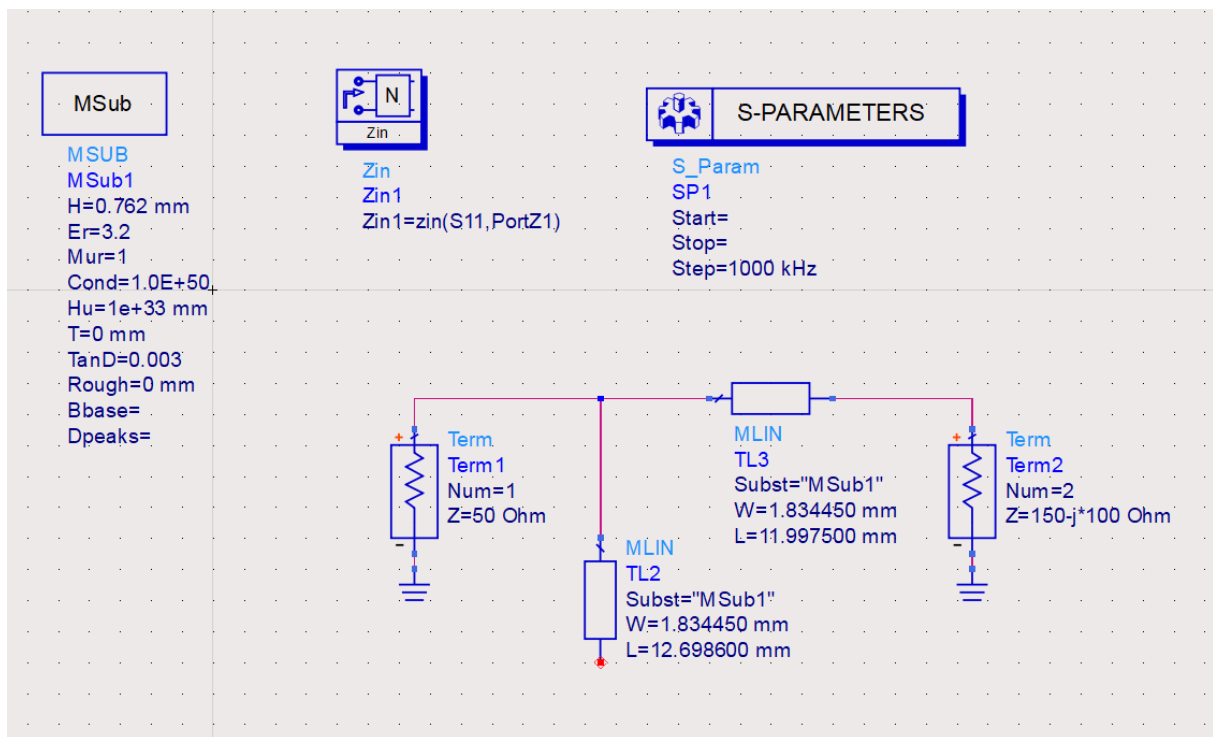 MSub
MSUB
MSub1
H=0.762 mm
Er=3.2
Mur=1
Cond=1.0E+50
Hu=1e+33 mm
T=0 mm
TanD=0.003
Rough=0 mm
Bbase=
Dpeaks=
N
Zin
Zin
Zin1
Zin1=zin(S11,PortZ1)
S-PARAMETERS
S_Param
SP1
Start=
Stop=
Step=1000 kHz
+
Term
Term1
Num=1
Z=50 Ohm
-
MLIN
TL2
Subst="MSub1"
W=1.834450 mm
L=12.698600 mm
MLIN
TL3
Subst="MSub1"
W=1.834450 mm
L=11.997500 mm
+
Term
Term2
Num=2
Z=150-j*100 Ohm
-